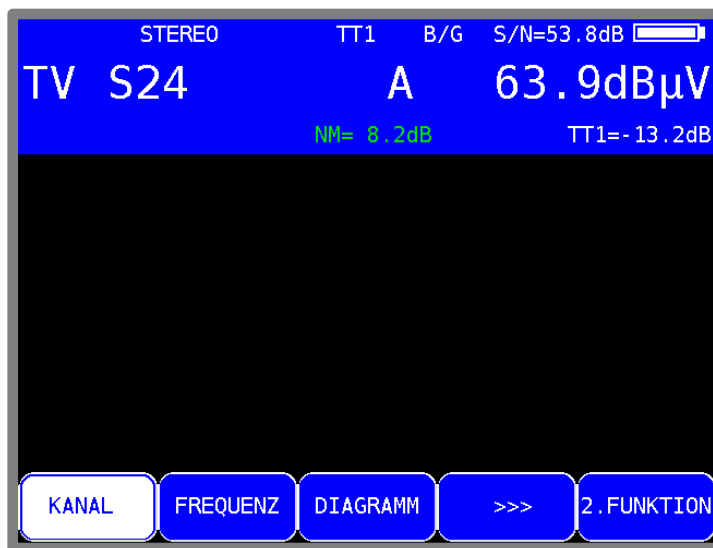 STEREO TT1 B/G S/N=53.8dB
TV S24 A 63.9dBµV
NM= 8.2dB TT1=-13.2dB
KANAL FREQUENZ DIAGRAMM >>> 2.FUNKTION